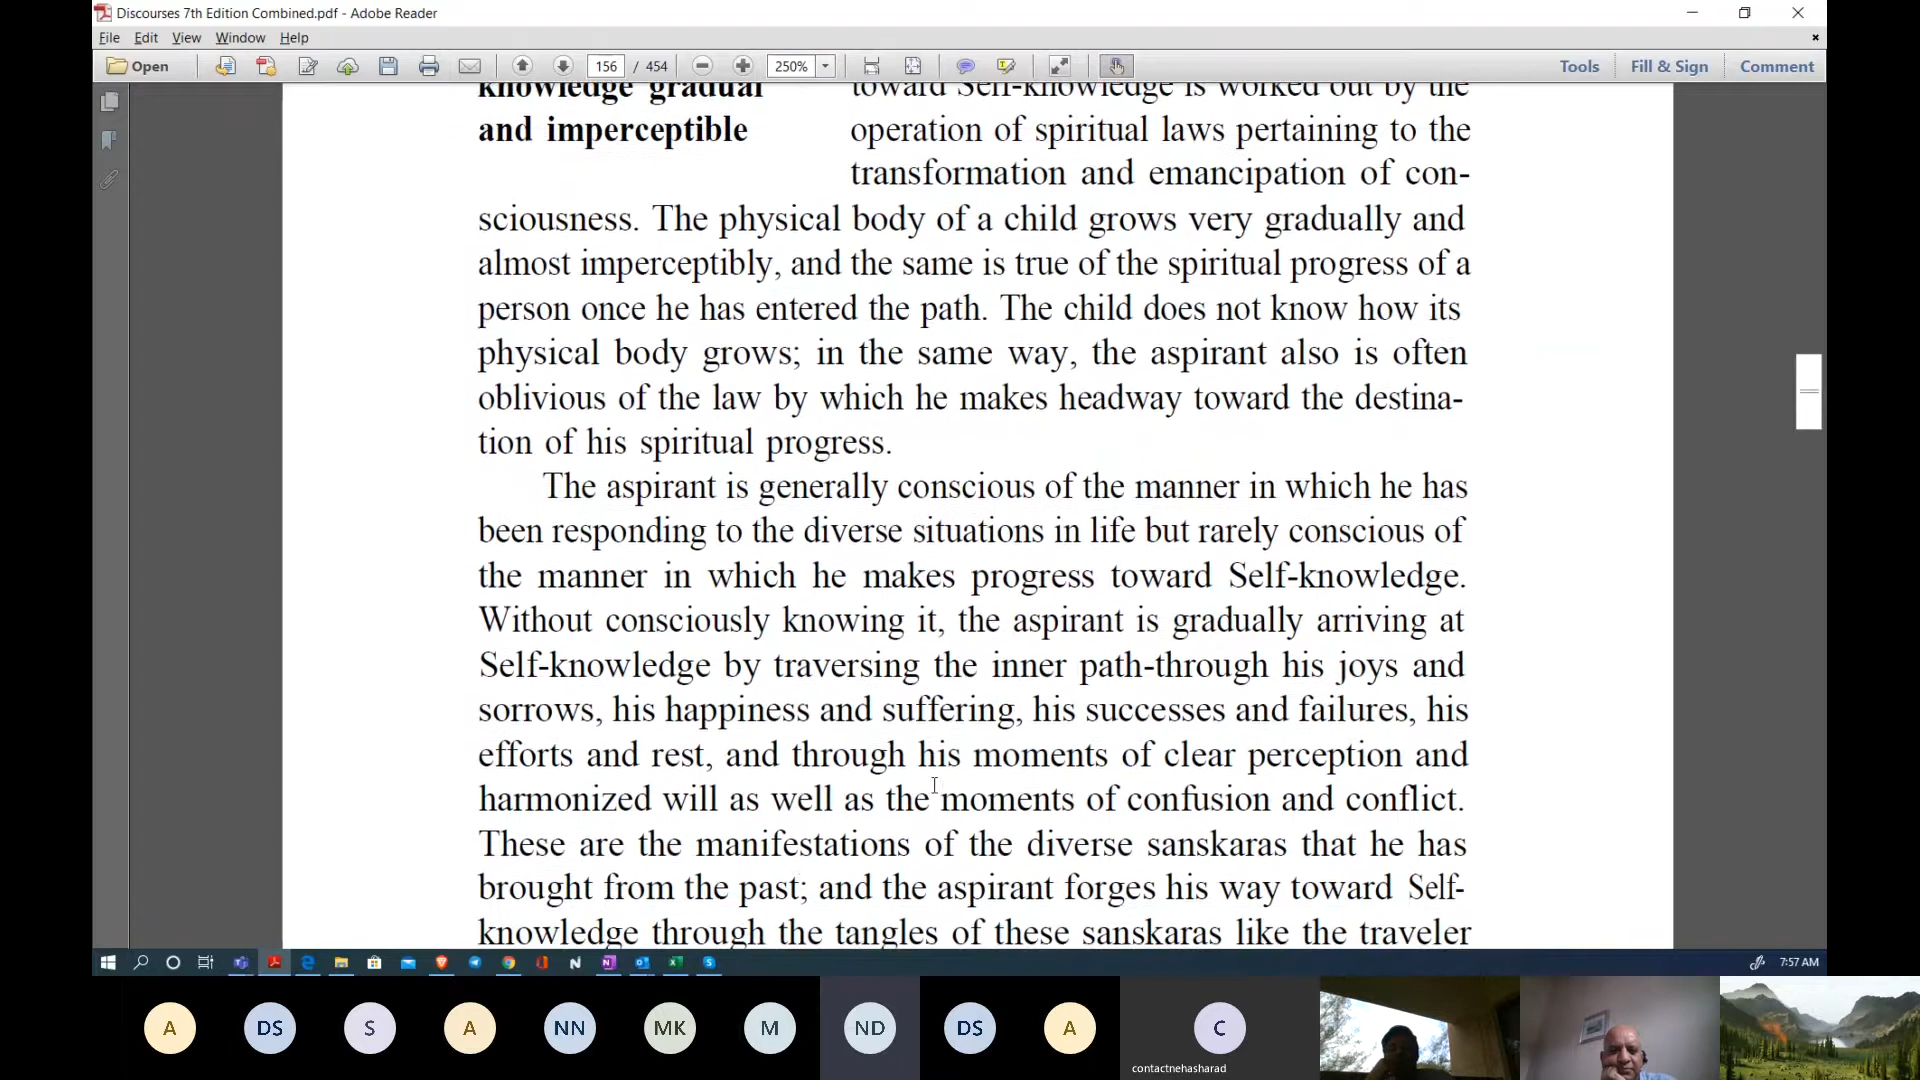 Discourses 7th Edition Combined.pdf - Adobe Reader
File Edit View Window Help
Open 156 / 454 250% Tools Fill & Sign Comment
knowledge gradual
and imperceptible
toward Self-knowledge is worked out by the
operation of spiritual laws pertaining to the
transformation and emancipation of con-
sciousness. The physical body of a child grows very gradually and
almost imperceptibly, and the same is true of the spiritual progress of a
person once he has entered the path. The child does not know how its
physical body grows; in the same way, the aspirant also is often
oblivious of the law by which he makes headway toward the destina-
tion of his spiritual progress.
The aspirant is generally conscious of the manner in which he has
been responding to the diverse situations in life but rarely conscious of
the manner in which he makes progress toward Self-knowledge.
Without consciously knowing it, the aspirant is gradually arriving at
Self-knowledge by traversing the inner path-through his joys and
sorrows, his happiness and suffering, his successes and failures, his
efforts and rest, and through his moments of clear perception and
harmonized will as well as the moments of confusion and conflict.
These are the manifestations of the diverse sanskaras that he has
brought from the past; and the aspirant forges his way toward Self-
knowledge through the tangles of these sanskaras like the traveler
7:57 AM
A DS S A NN MK M ND DS A C
contactnehasharad